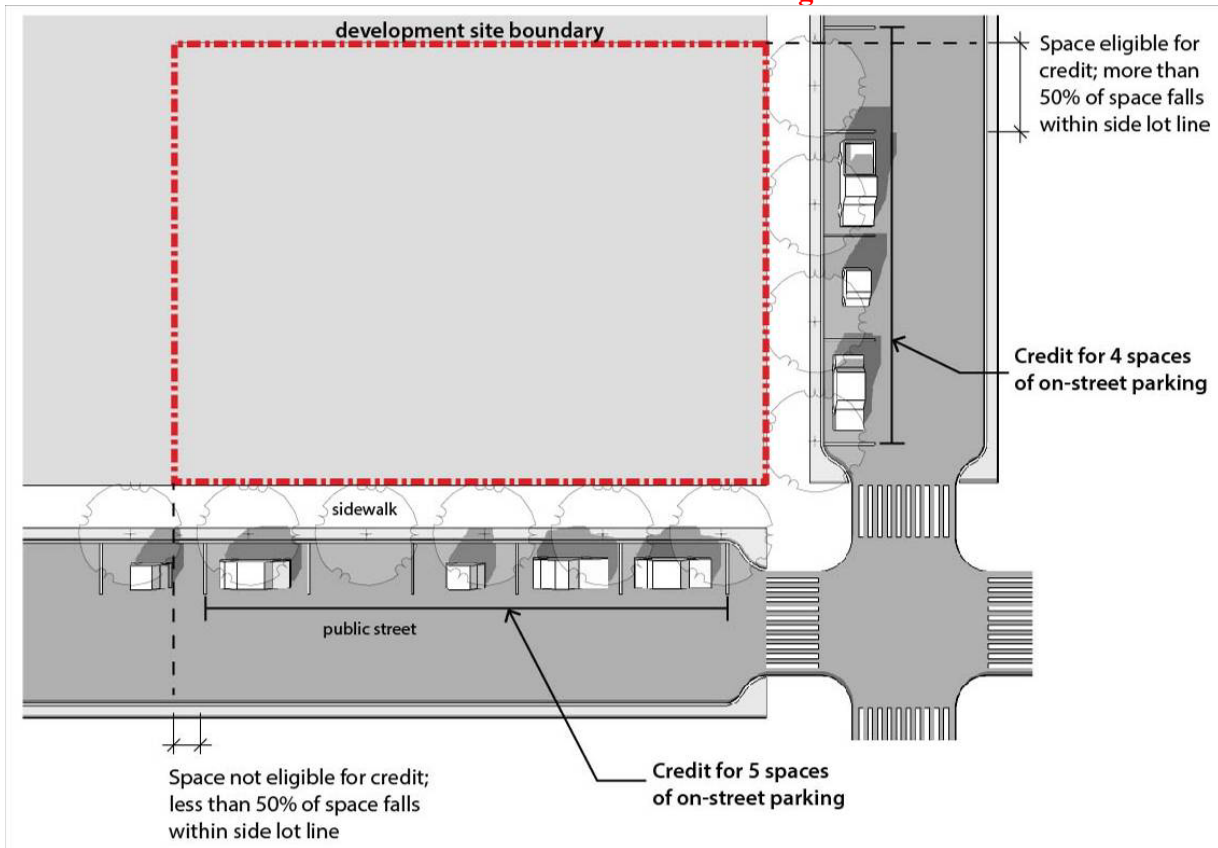 development site boundary
Space eligible for
credit; more than
50% of space falls
within side lot line
Credit for 4 spaces
of on-street parking
sidewalk
public street
Space not eligible for credit;
less than 50% of space falls
within side lot line
Credit for 5 spaces
of on-street parking